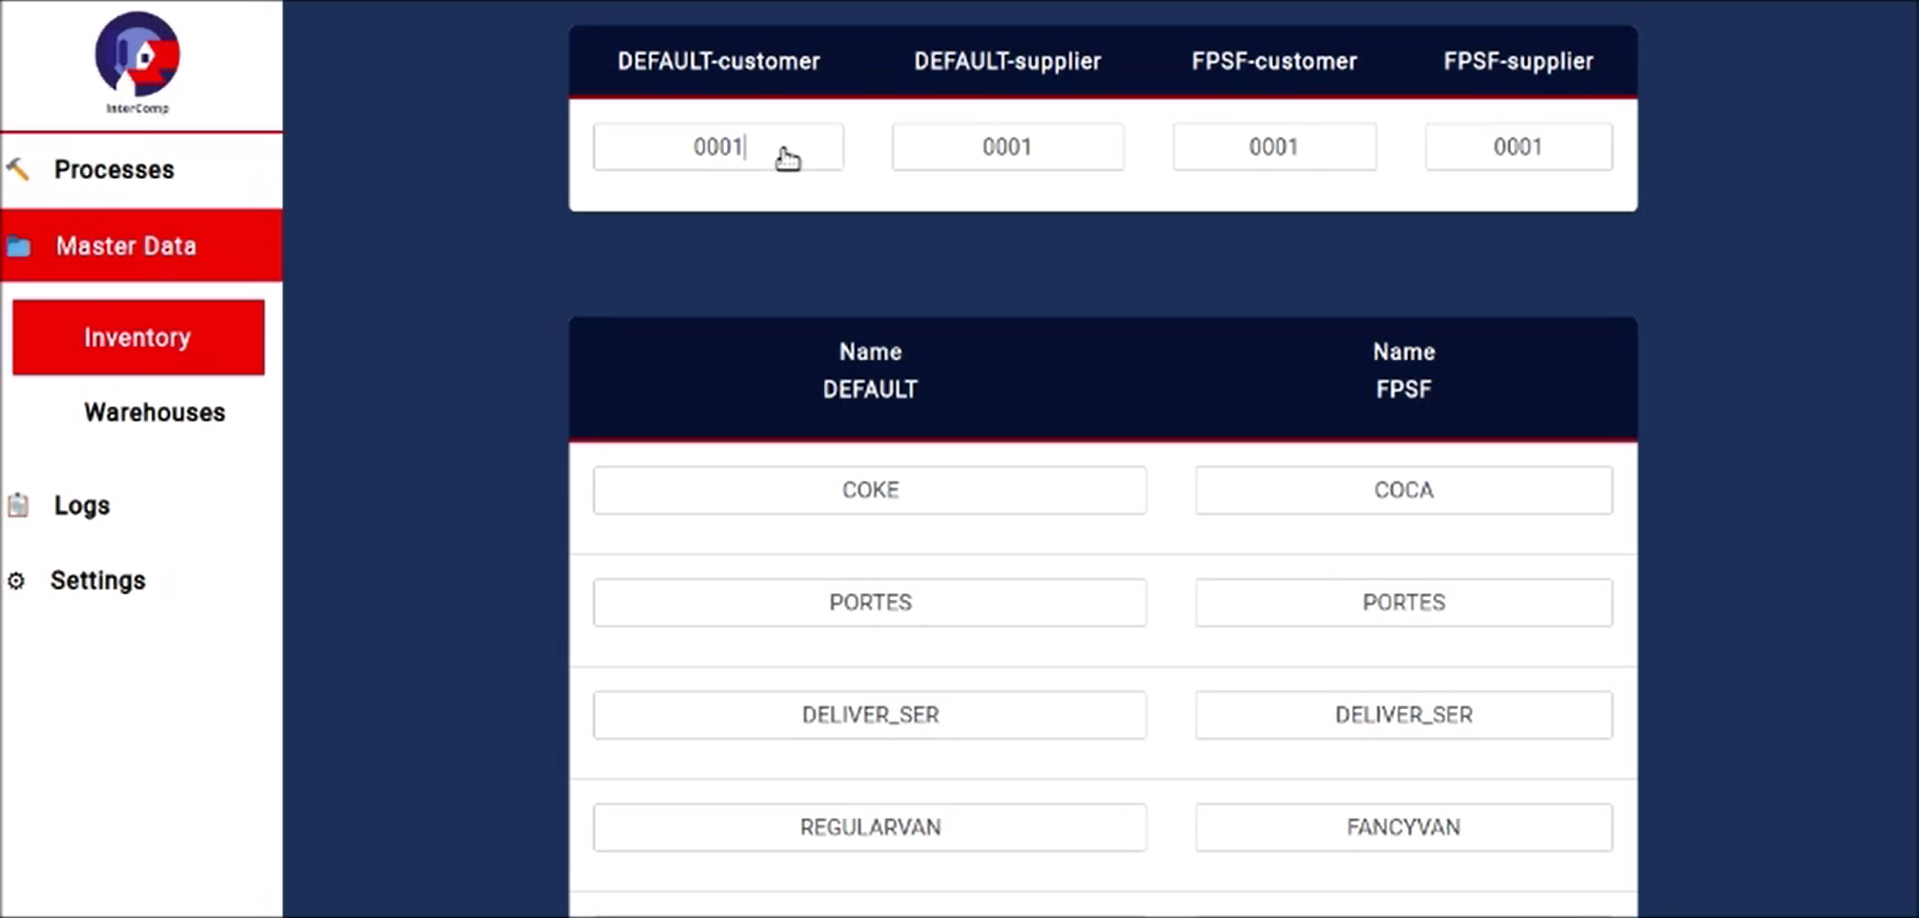 InterComp
Processes
Master Data
Inventory
Warehouses
Logs
Settings
DEFAULT-customer DEFAULT-supplier FPSF-customer FPSF-supplier
0001 0001 0001 0001
Name Name
DEFAULT FPSF
COKE COCA
PORTES PORTES
DELIVER_SER DELIVER_SER
REGULARVAN FANCYVAN